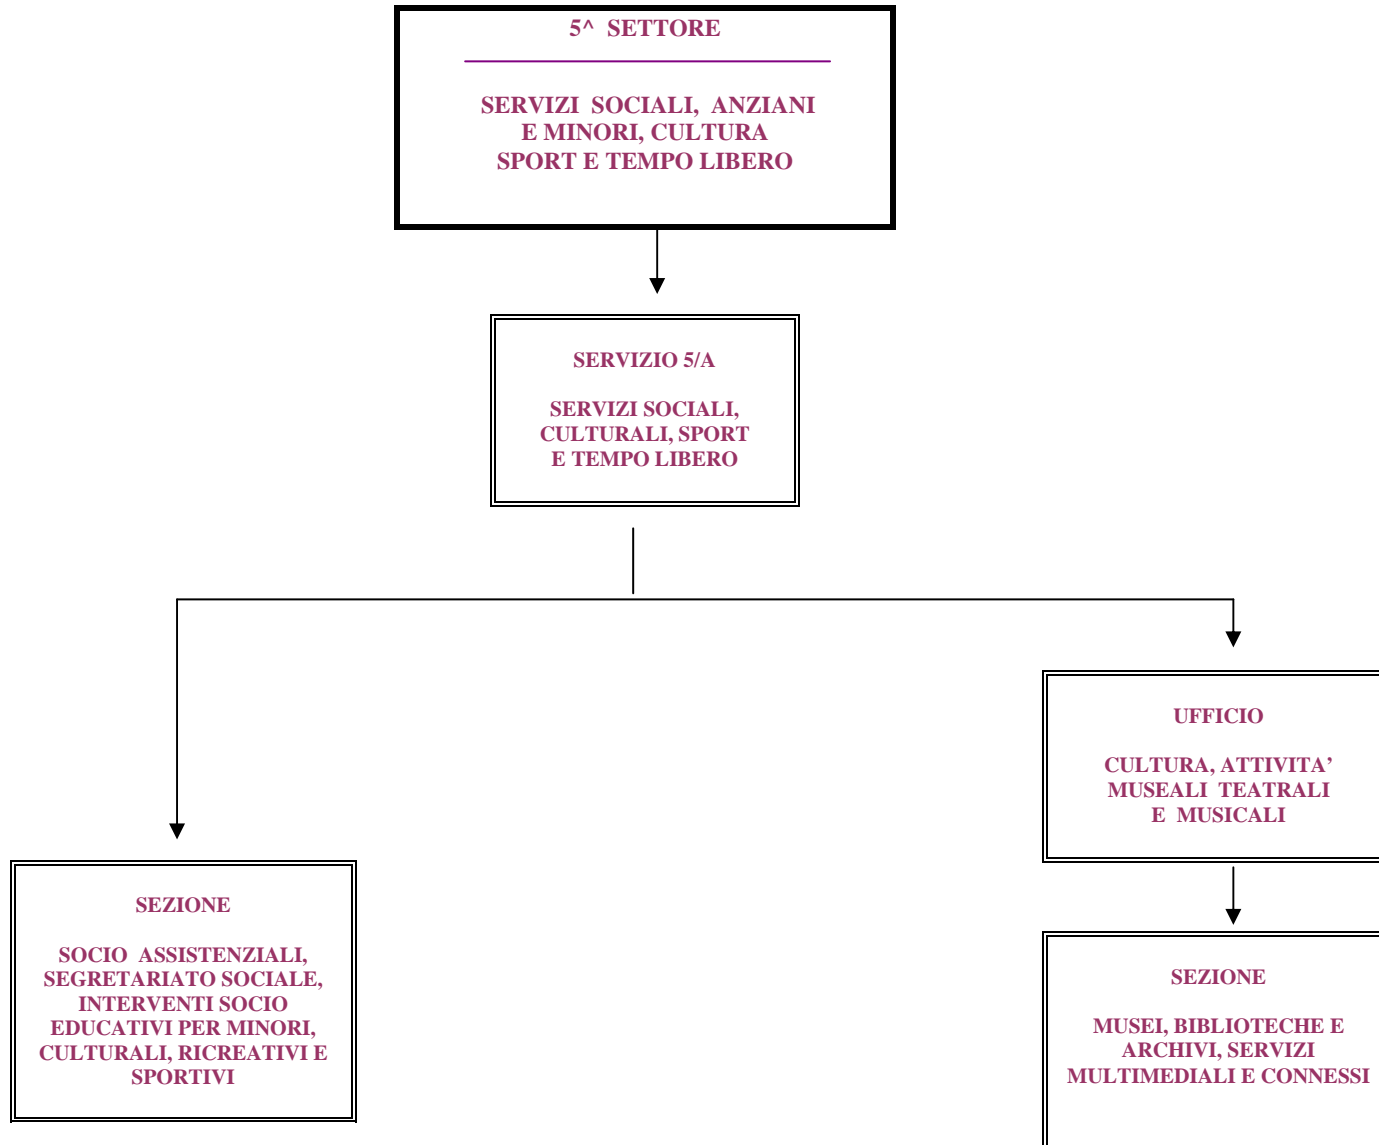 5^ SETTORE
SERVIZI SOCIALI, ANZIANI
E MINORI, CULTURA
SPORT E TEMPO LIBERO
SERVIZIO 5/A
SERVIZI SOCIALI,
CULTURALI, SPORT
E TEMPO LIBERO
UFFICIO
CULTURA, ATTIVITA’
MUSEALI TEATRALI
E MUSICALI
SEZIONE
SOCIO ASSISTENZIALI,
SEGRETARIATO SOCIALE,
INTERVENTI SOCIO
EDUCATIVI PER MINORI,
CULTURALI, RICREATIVI E
SPORTIVI
SEZIONE
MUSEI, BIBLIOTECHE E
ARCHIVI, SERVIZI
MULTIMEDIALI E CONNESSI